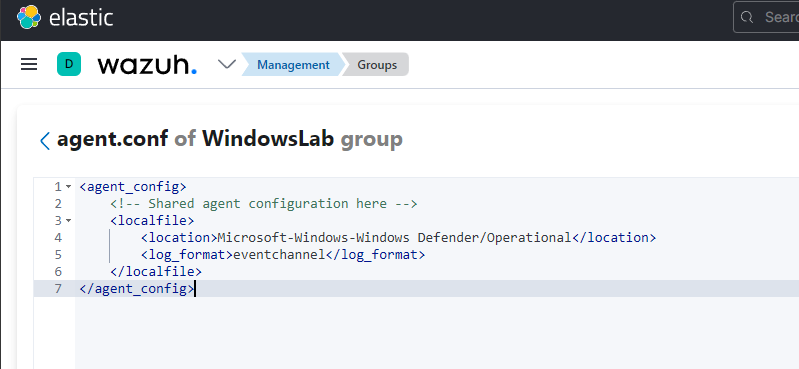 elastic
Sear
D wazuh. Management Groups
agent.conf of WindowsLab group
1 <agent_config>
2 <!-- Shared agent configuration here -->
3 <localfile>
4 <location>Microsoft-Windows-Windows Defender/Operational</location>
5 <log_format>eventchannel</log_format>
6 </localfile>
7 </agent_config>